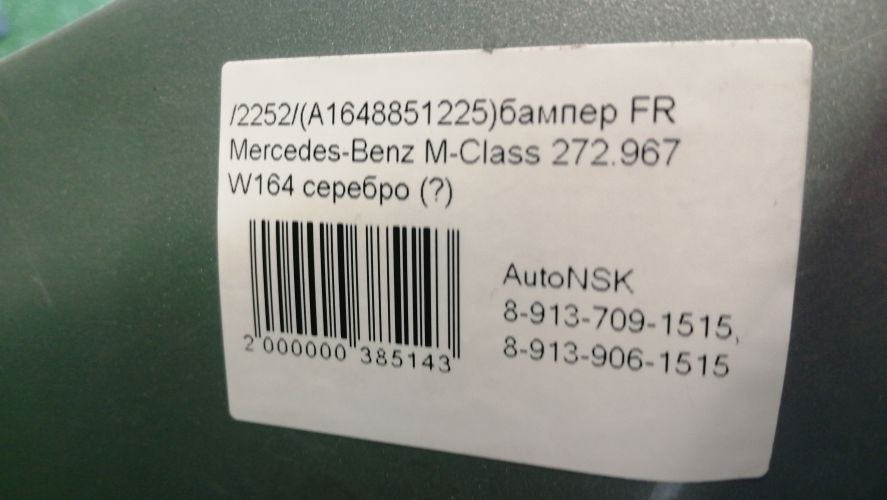 /2252/(A1648851225)бампер FR
Mercedes-Benz M-Class 272.967
W164 серебро (?)
AutoNSK
8-913-709-1515,
8-913-906-1515
2 000000 385143